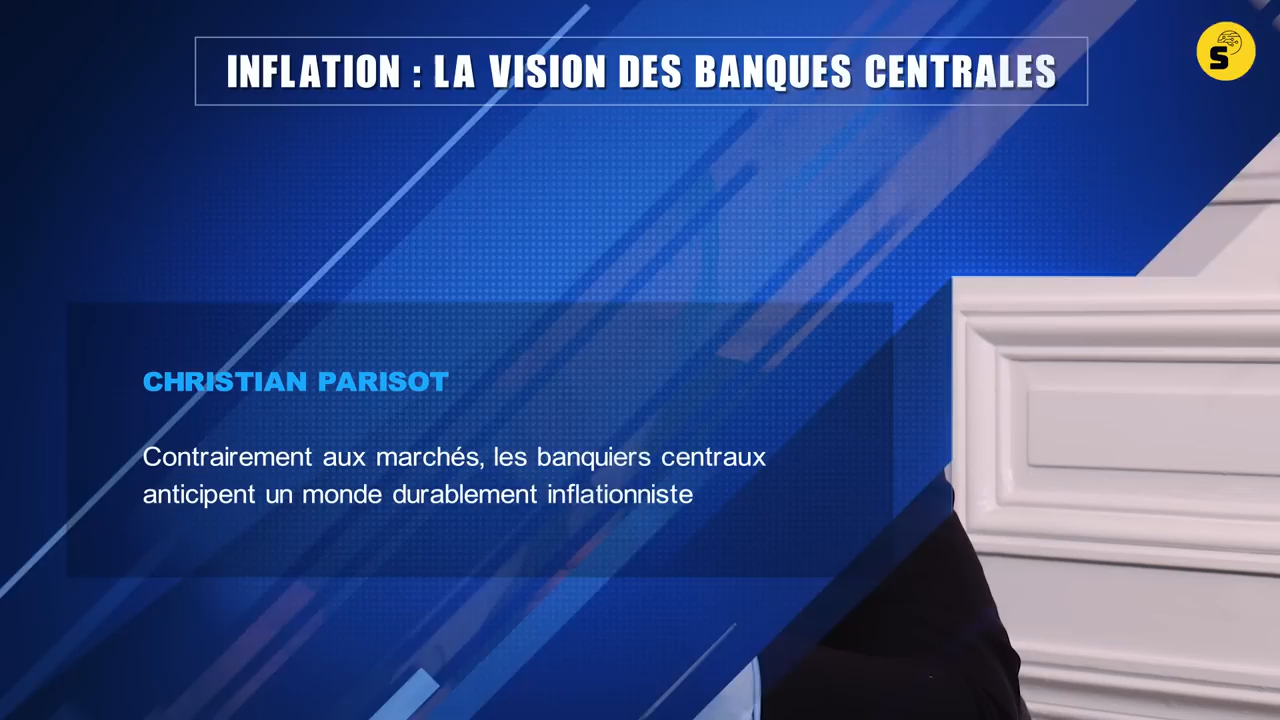 INFLATION : LA VISION DES BANQUES CENTRALES
S
CHRISTIAN PARISOT
Contrairement aux marchés, les banquiers centraux
anticipent un monde durablement inflationniste